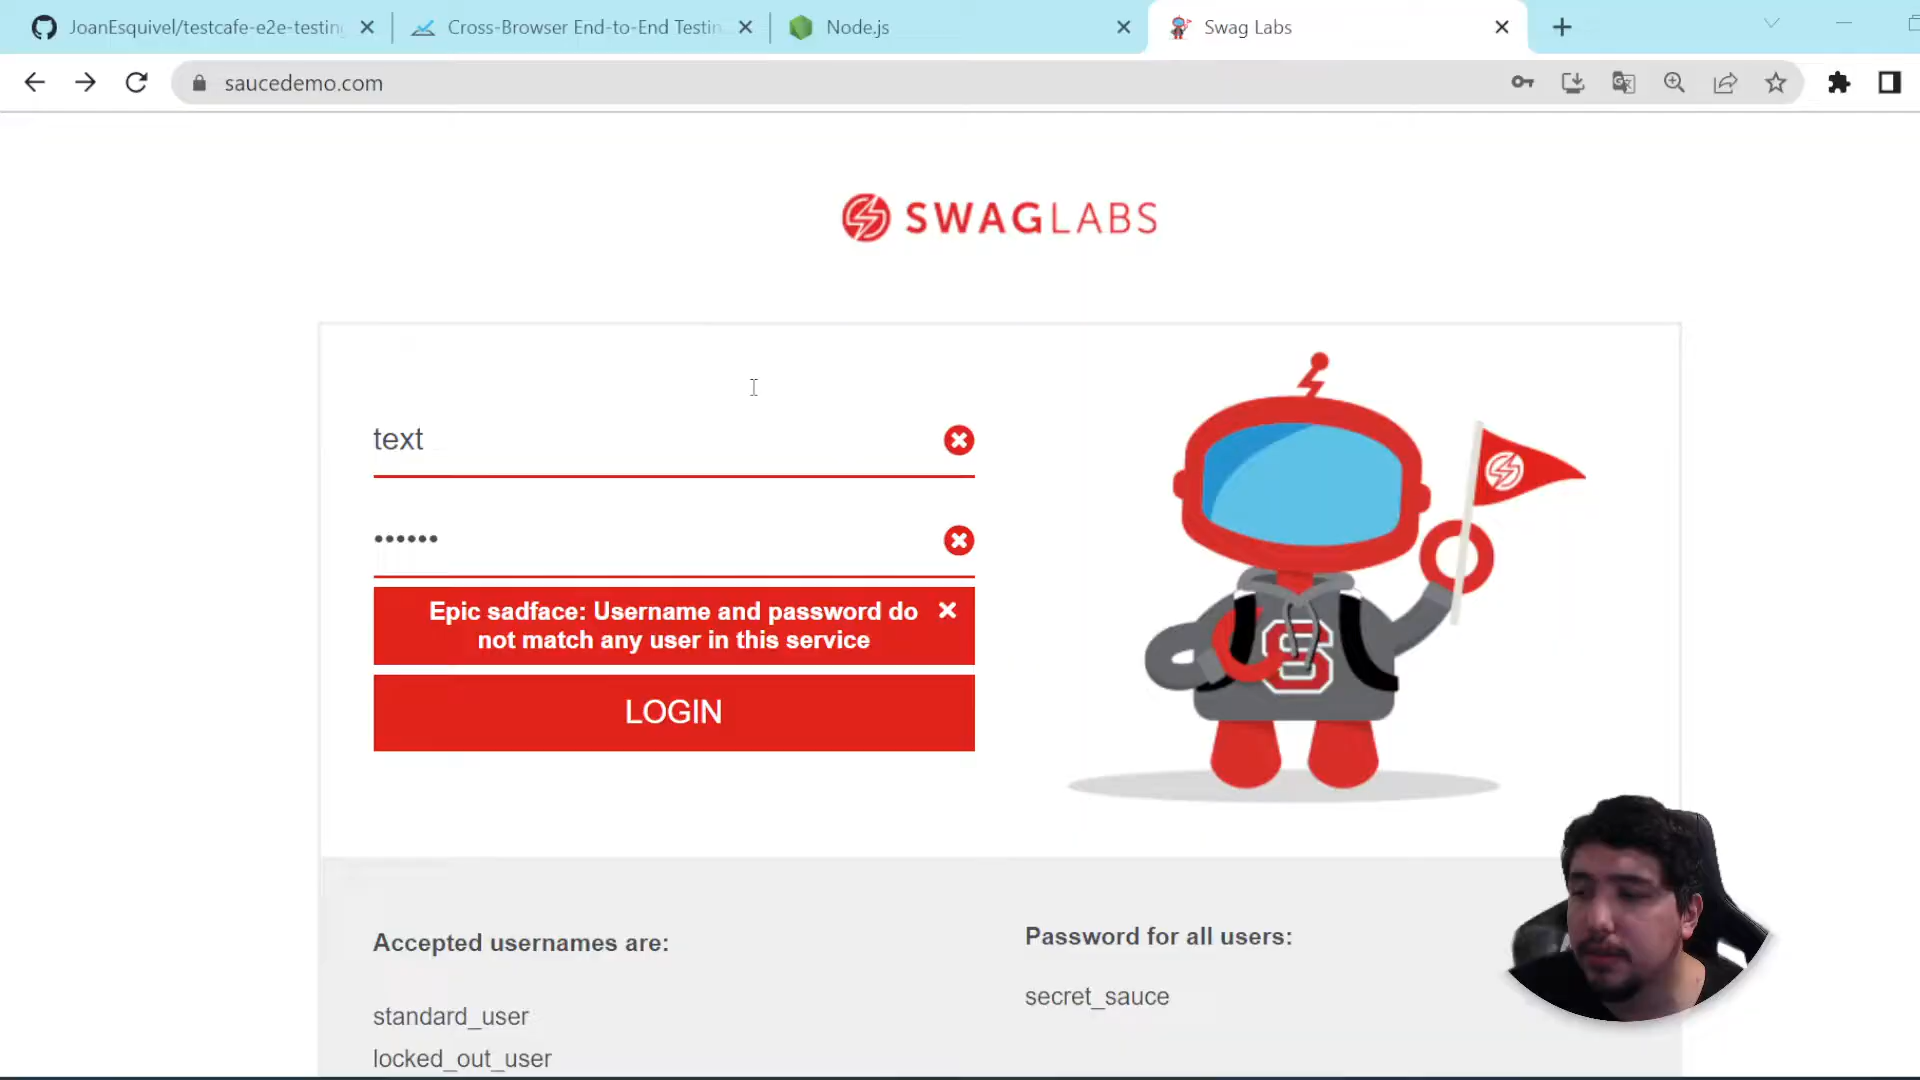 JoanEsquivel/testcafe-e2e-testing
Cross-Browser End-to-End Testin
Node.js
Swag Labs
saucedemo.com
SWAGLABS
text
••••••
Epic sadface: Username and password do
not match any user in this service
LOGIN
S
Accepted usernames are:
standard_user
locked_out_user
Password for all users:
secret_sauce